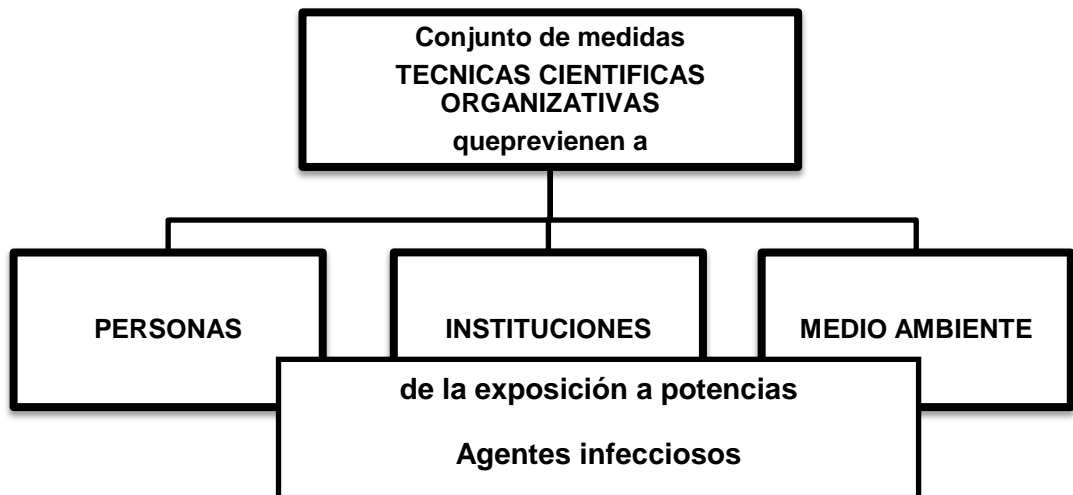 Conjunto de medidas
TECNICAS CIENTIFICAS
ORGANIZATIVAS
queprevienen a
PERSONAS
INSTITUCIONES
MEDIO AMBIENTE
de la exposición a potencias
Agentes infecciosos